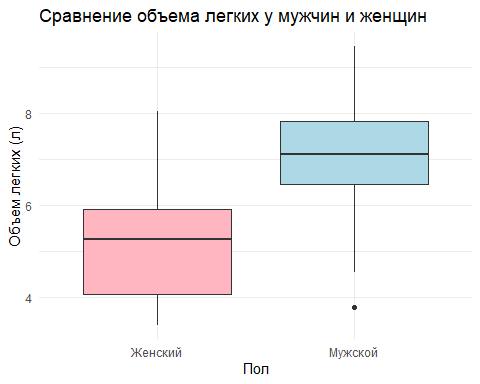 Сравнение объема легких у мужчин и женщин
Объем легких (л)
8
6
4
Женский
Мужской
Пол